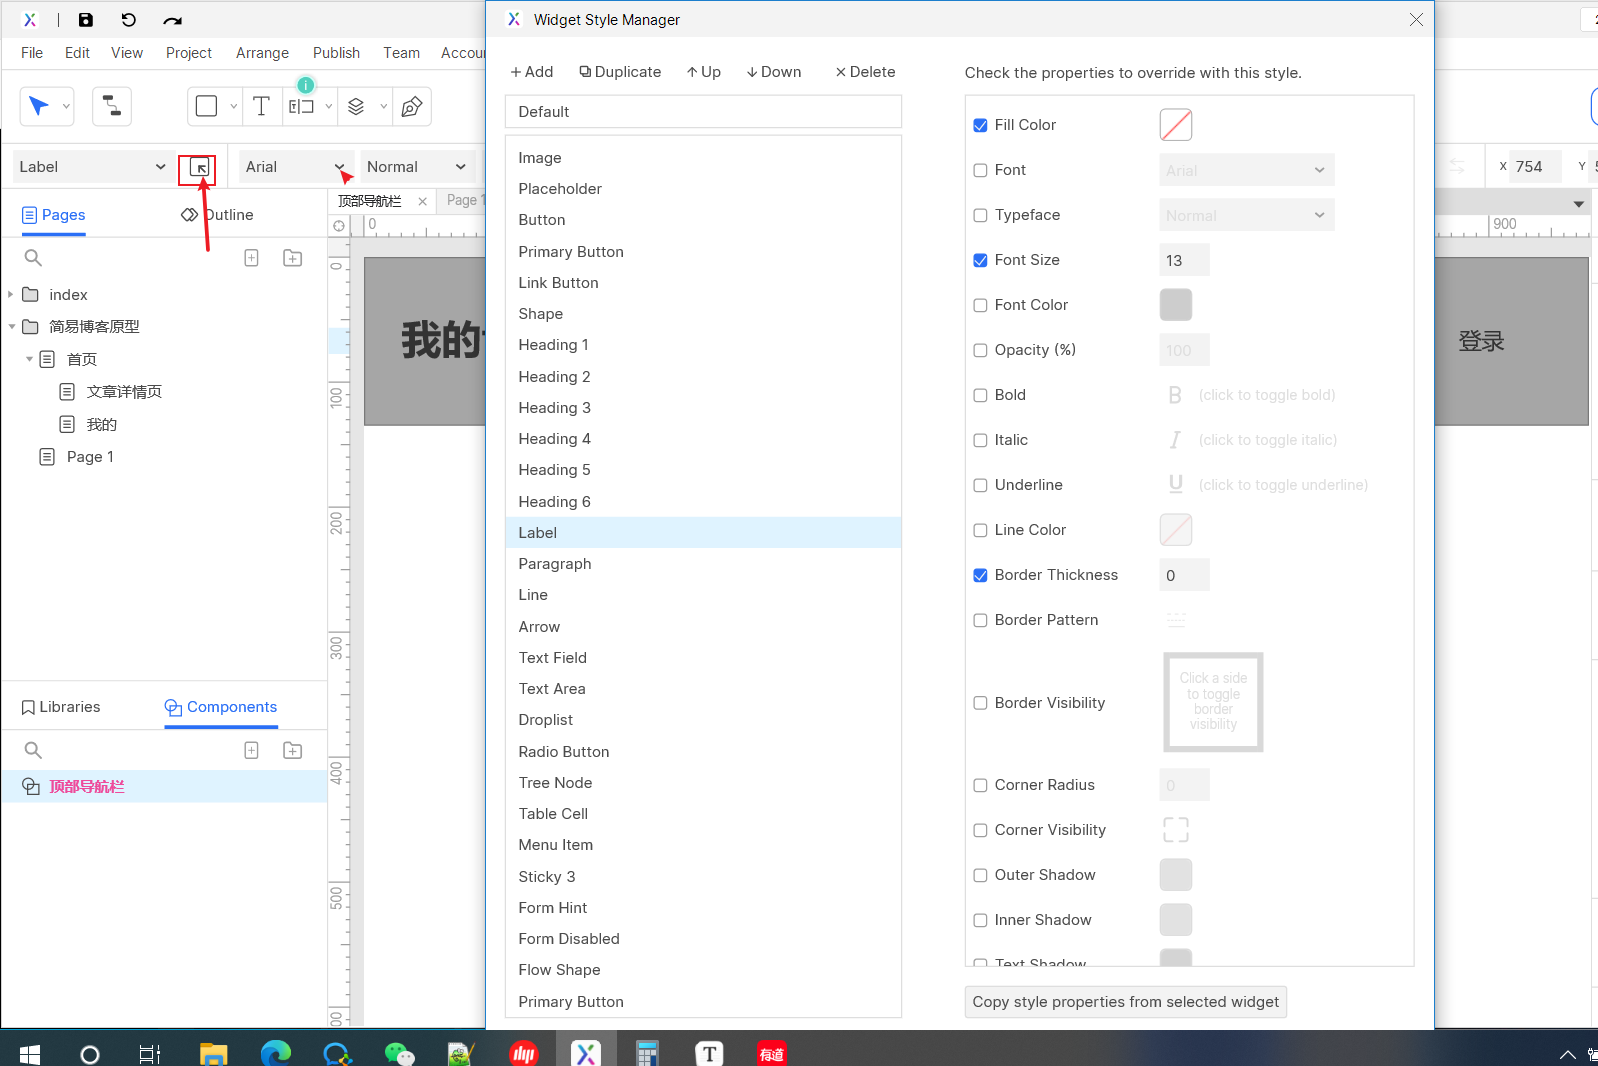 Widget Style Manager
File Edit View Project Arrange Publish Team Accou
Add Duplicate Up Down Delete
Check the properties to override with this style.
Default
Label
Arial
Normal
X 754 Y
Pages
Outline
顶部导航栏
Page 1
0
900
index
简易博客原型
首页
文章详情页
我的
Page 1
0
100
200
300
400
500
我的
登录
Libraries
Components
顶部导航栏
Image
Placeholder
Button
Primary Button
Link Button
Shape
Heading 1
Heading 2
Heading 3
Heading 4
Heading 5
Heading 6
Label
Paragraph
Line
Arrow
Text Field
Text Area
Droplist
Radio Button
Tree Node
Table Cell
Menu Item
Sticky 3
Form Hint
Form Disabled
Flow Shape
Primary Button
Fill Color
Font Arial
Typeface Normal
Font Size 13
Font Color
Opacity (%) 100
Bold B (click to toggle bold)
Italic I (click to toggle italic)
Underline U (click to toggle underline)
Line Color
Border Thickness 0
Border Pattern
Border Visibility
Click a side
to toggle
border
visibility
Corner Radius 0
Corner Visibility
Outer Shadow
Inner Shadow
Text Shadow
Copy style properties from selected widget
T
有道